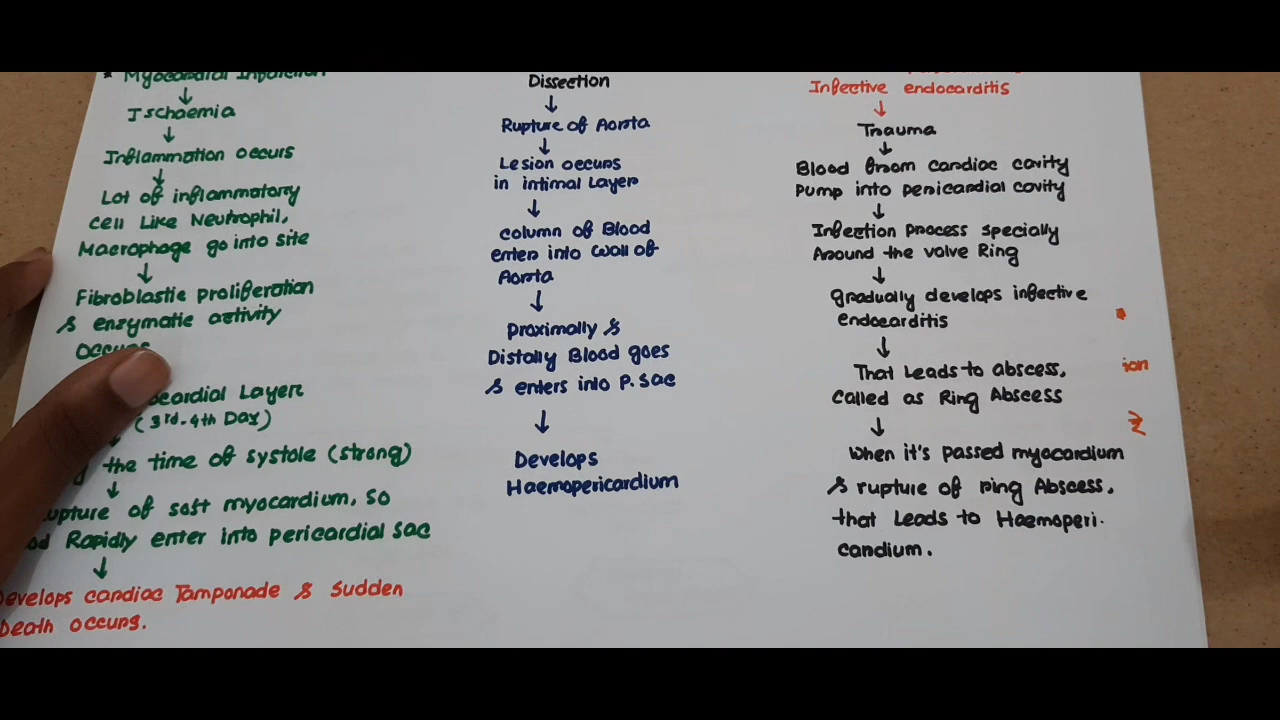 * Myocardial Infarction
Ischaemia
Inflammation occurs
Lot of inflammatory
cell Like Neutrophil,
Macrophage go into site
Fibroblastic proliferation
& enzymatic activity
occurs
Layer
(3rd-4th Day)
the time of systole (strong)
of soft myocardium, so
Rapidly enter into pericardial sac
Develops cardiac Tamponade & Sudden
Death occurs.
Dissection
Rupture of Aorta
Lesion occurs
in intimal Layer
column of Blood
enter into wall of
Aorta
Proximally &
Distally Blood goes
& enters into P. sac
Develops
Haemopericardium
Infective endocarditis
Trauma
Blood from cardiac cavity
Pump into pericardial cavity
Infection process specially
Around the valve Ring
gradually develops infective
endocarditis
That Leads to abscess,
called as Ring Abscess
When it's passed myocardium
& rupture of ring Abscess,
that Leads to Haemoperi.
cardium.
ion